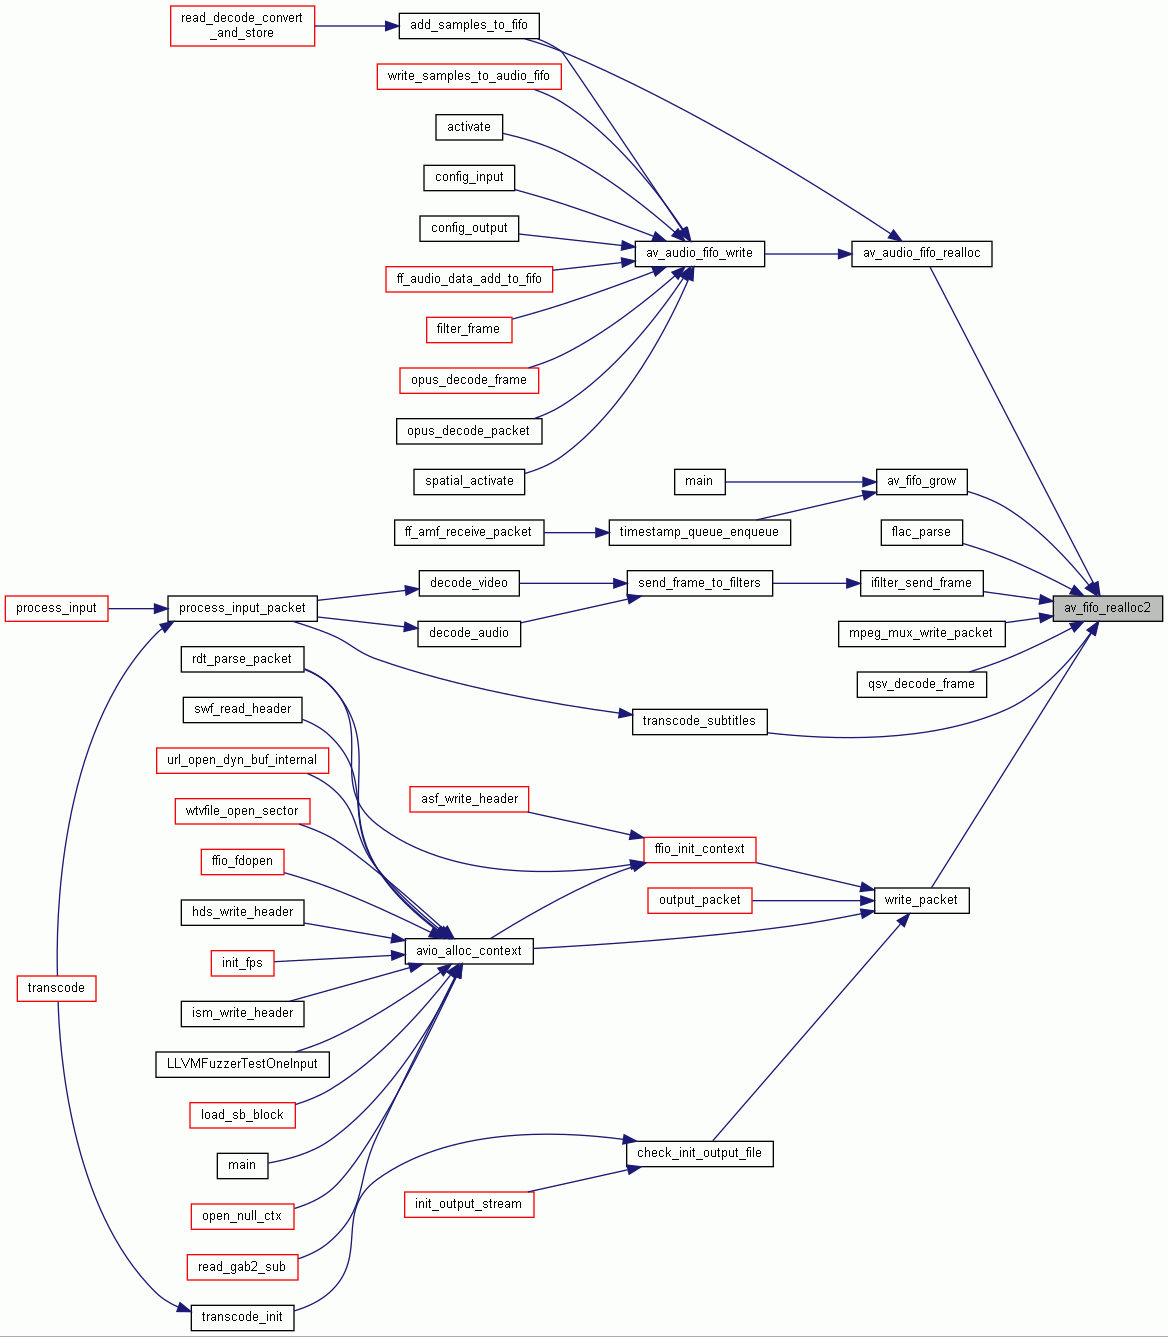 read_decode_convert
_and_store
add_samples_to_fifo
write_samples_to_audio_fifo
activate
config_input
config_output
av_audio_fifo_write
av_audio_fifo_realloc
ff_audio_data_add_to_fifo
filter_frame
opus_decode_frame
opus_decode_packet
spatial_activate
main
av_fifo_grow
ff_amf_receive_packet
timestamp_queue_enqueue
flac_parse
decode_video
send_frame_to_filters
ifilter_send_frame
process_input
process_input_packet
av_fifo_realloc2
decode_audio
mpeg_mux_write_packet
rdt_parse_packet
qsv_decode_frame
swf_read_header
transcode_subtitles
url_open_dyn_buf_internal
asf_write_header
wtvfile_open_sector
ffio_init_context
ffio_fdopen
output_packet
write_packet
hds_write_header
avio_alloc_context
init_fps
transcode
ism_write_header
LLVMFuzzerTestOneInput
load_sb_block
check_init_output_file
main
init_output_stream
open_null_ctx
read_gab2_sub
transcode_init